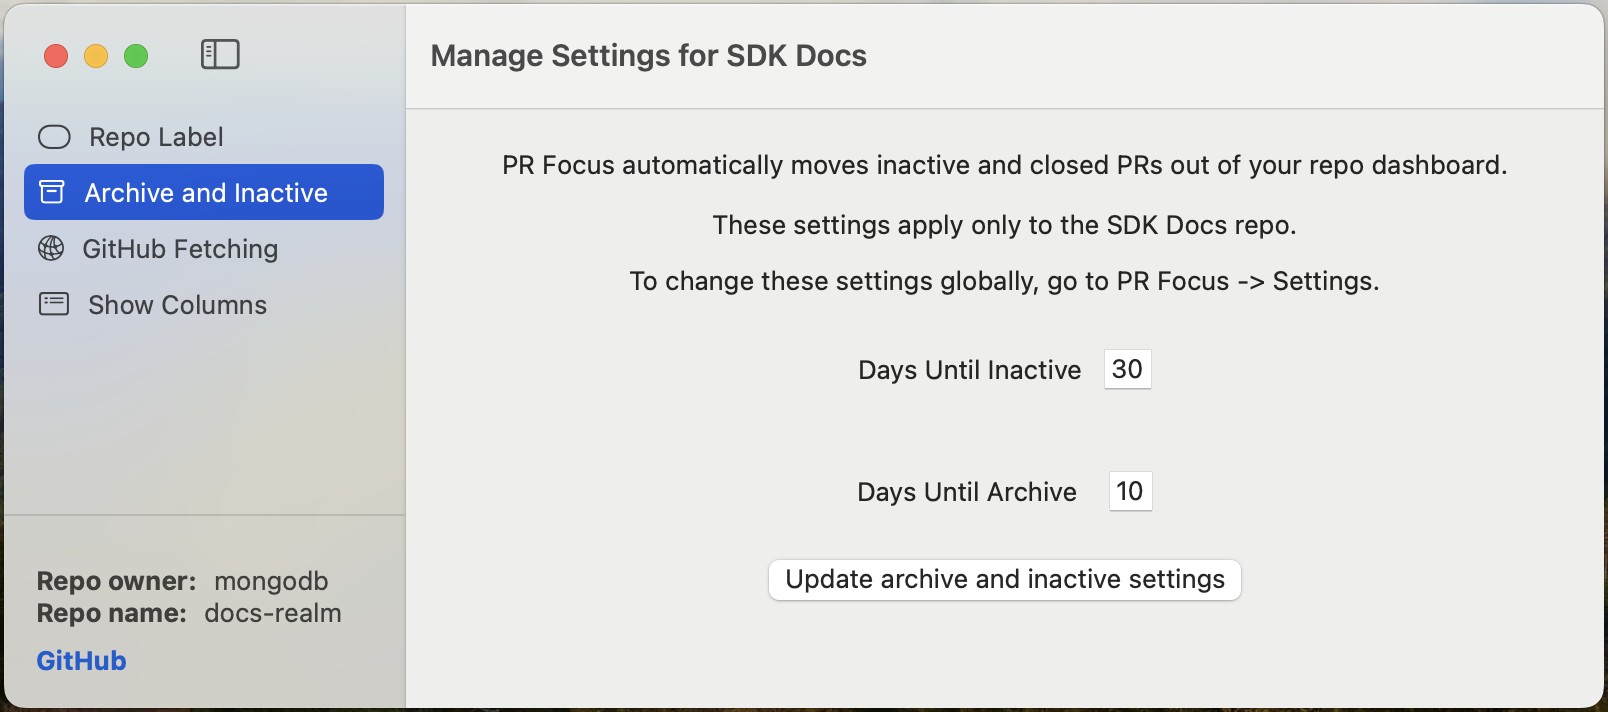 Manage Settings for SDK Docs
Repo Label
Archive and Inactive
GitHub Fetching
Show Columns
Repo owner: mongodb
Repo name: docs-realm
GitHub
PR Focus automatically moves inactive and closed PRs out of your repo dashboard.
These settings apply only to the SDK Docs repo.
To change these settings globally, go to PR Focus -> Settings.
Days Until Inactive 30
Days Until Archive 10
Update archive and inactive settings